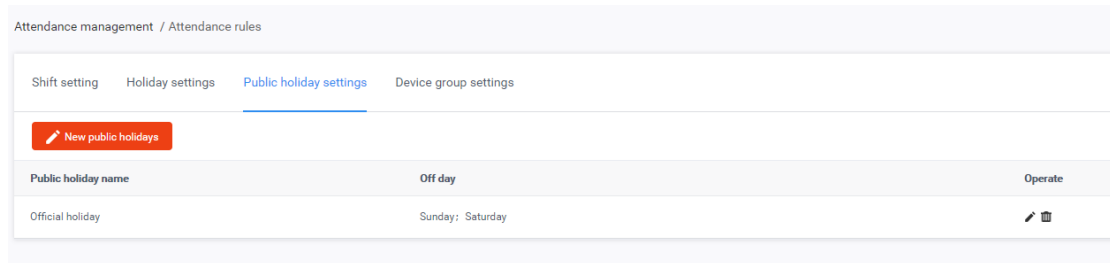 Attendance management / Attendance rules
Shift setting Holiday settings Public holiday settings Device group settings
New public holidays
Public holiday name Off day Operate
Official holiday Sunday; Saturday